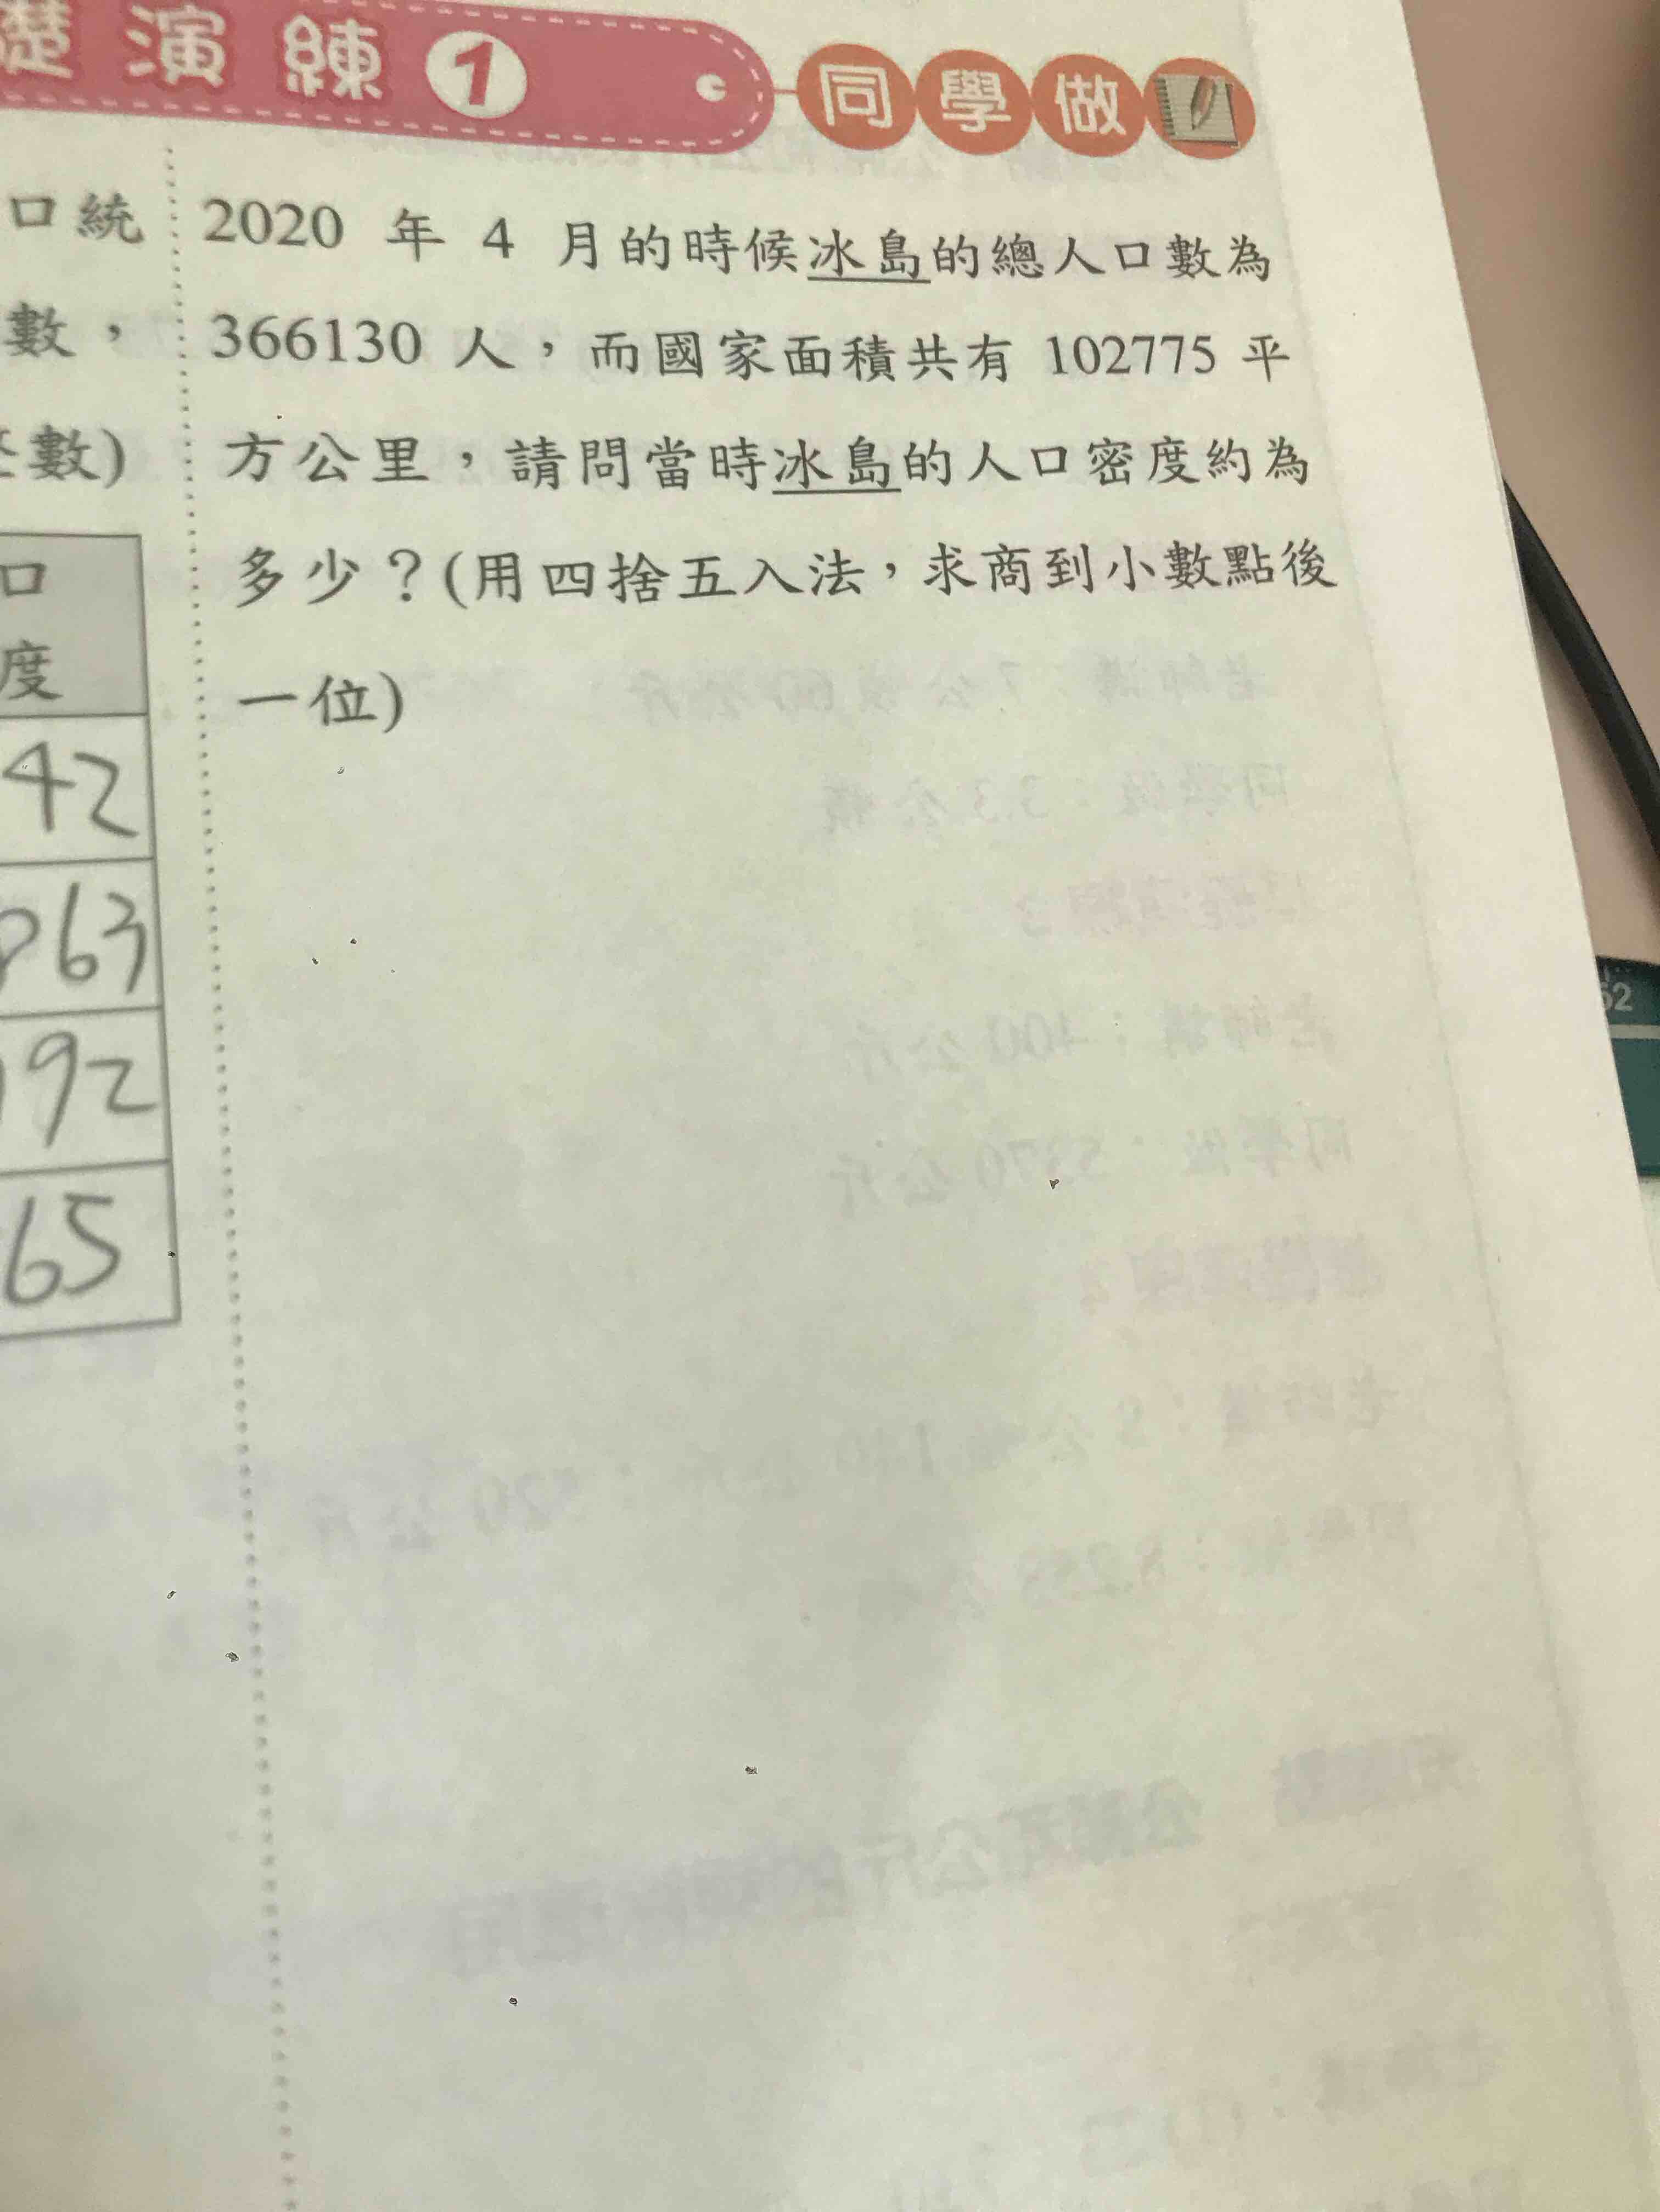 礎演練1 同學做
口統
數，
數)
口
度
42
63
92
65
2020 年 4 月的時候冰島的總人口數為
366130 人，而國家面積共有 102775 平
方公里，請問當時冰島的人口密度約為
多少？(用四捨五入法，求商到小數點後
一位)